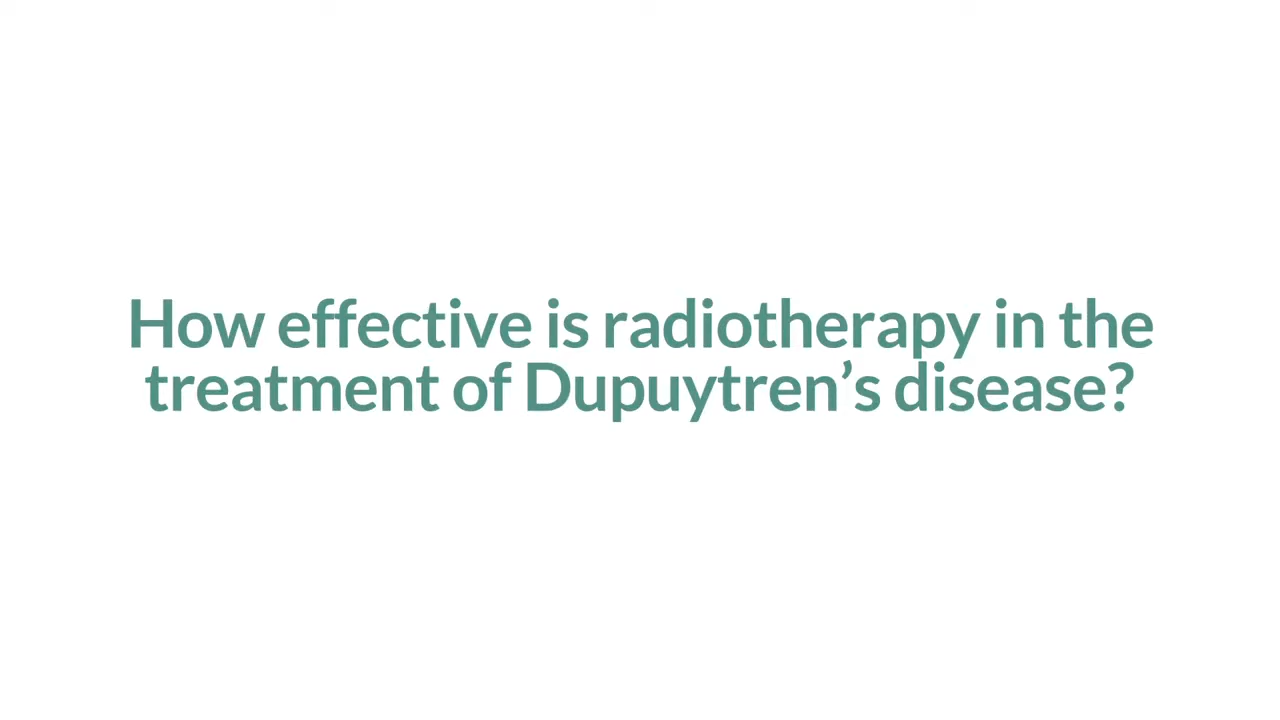 How effective is radiotherapy in the
treatment of Dupuytren’s disease?